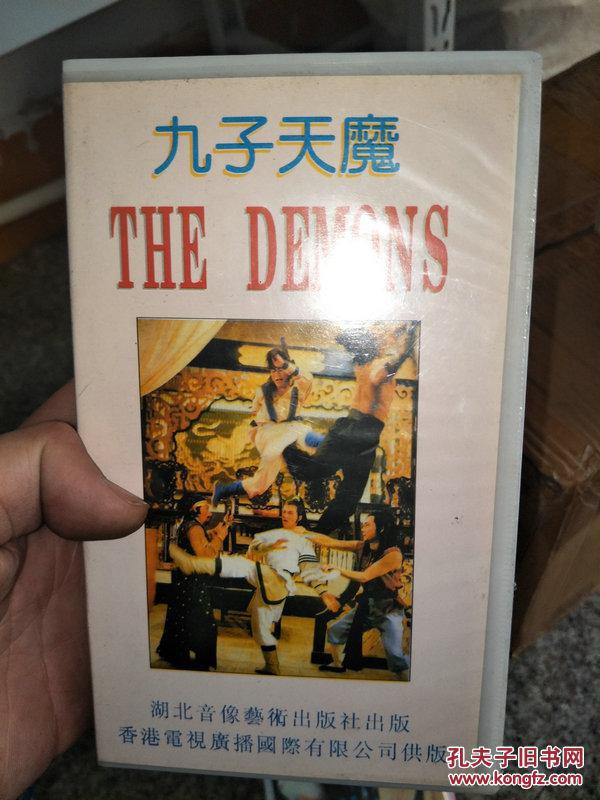 九子天魔
THE DEMONS
湖北音像藝術出版社出版
香港電視廣播國際有限公司供版
孔夫子旧书网
www.kongfz.com